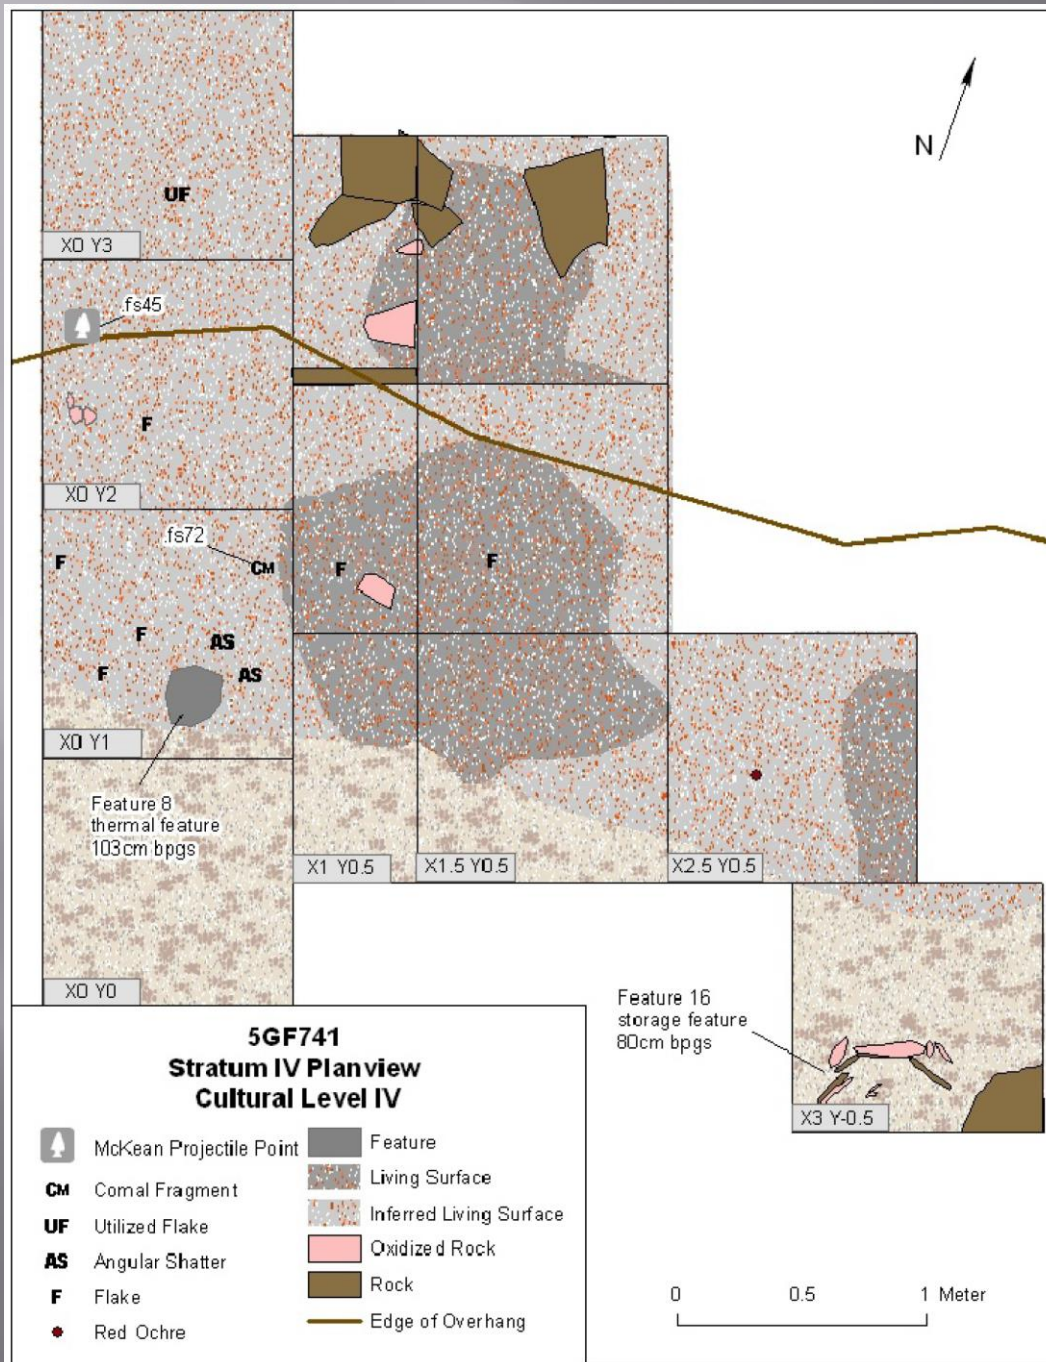 N
UF
X0 Y3
fs45
F
X0 Y2
fs72
F
CM
F
F
F
AS
F
AS
X0 Y1
Feature 8
thermal feature
103cm bpgs
X1 Y0.5
X1.5 Y0.5
X2.5 Y0.5
X0 Y0
Feature 16
storage feature
80cm bpgs
X3 Y-0.5
5GF741
Stratum IV Planview
Cultural Level IV
McKean Projectile Point
CM Comal Fragment
UF Utilized Flake
AS Angular Shatter
F Flake
Red Ochre
Feature
Living Surface
Inferred Living Surface
Oxidized Rock
Rock
Edge of Overhang
0 0.5 1 Meter